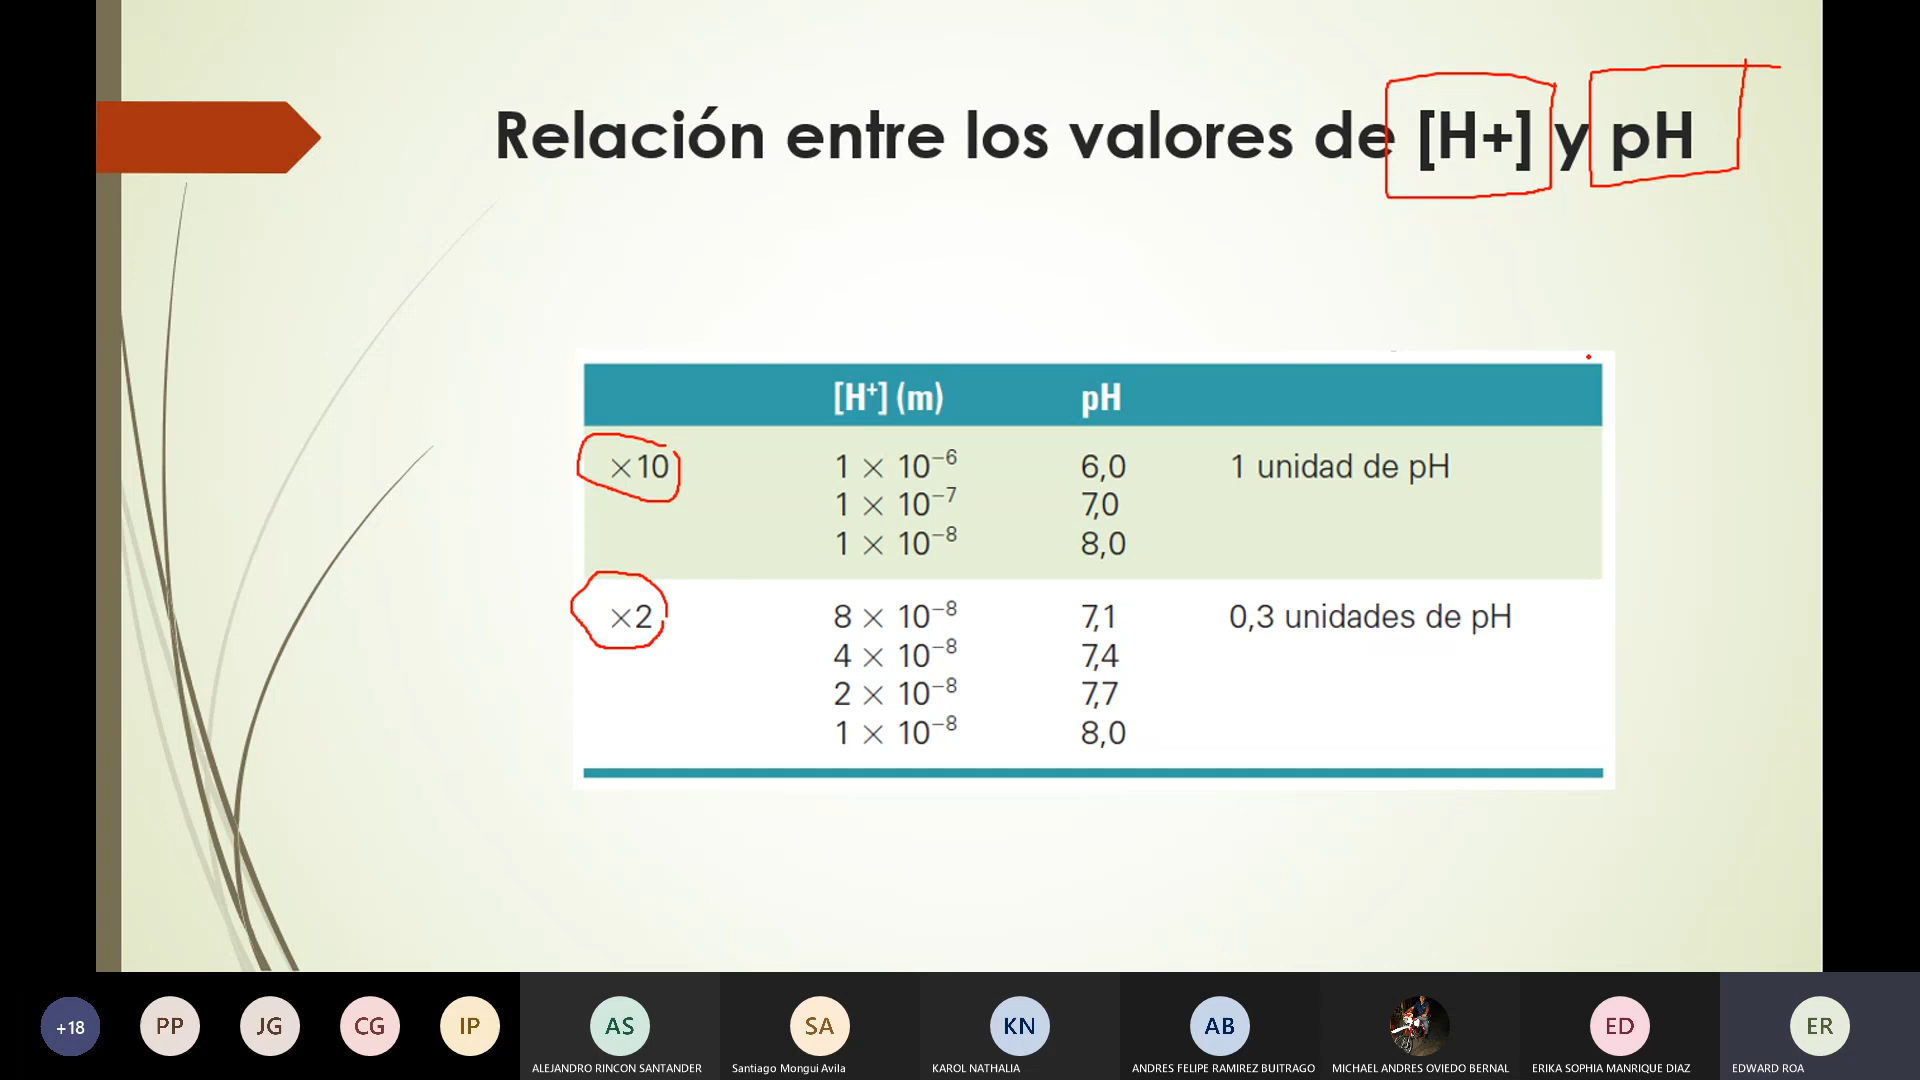 Relación entre los valores de [H+] y pH
[H⁺] (m) pH
×10 1 × 10⁻⁶ 6,0 1 unidad de pH
1 × 10⁻⁷ 7,0
1 × 10⁻⁸ 8,0
×2 8 × 10⁻⁸ 7,1 0,3 unidades de pH
4 × 10⁻⁸ 7,4
2 × 10⁻⁸ 7,7
1 × 10⁻⁸ 8,0
+18 PP JG CG IP AS SA KN AB ED ER
ALEJANDRO RINCON SANTANDER Santiago Mongui Avila KAROL NATHALIA ANDRES FELIPE RAMIREZ BUITRAGO MICHAEL ANDRES OVIEDO BERNAL ERIKA SOPHIA MANRIQUE DIAZ EDWARD ROA